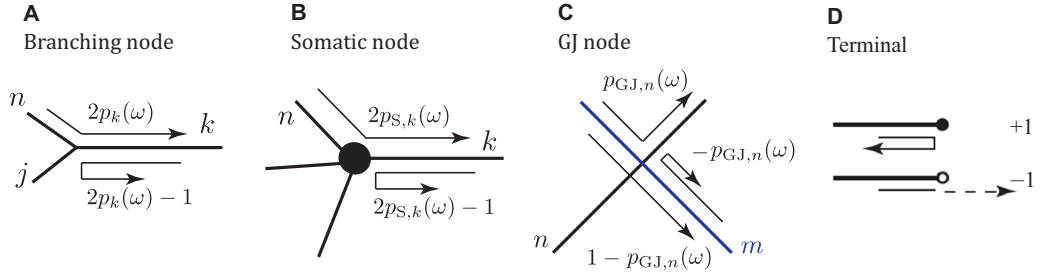 A
Branching node
n
j
k
2p_k(ω)
2p_k(ω) − 1
B
Somatic node
n
k
2p_{S,k}(ω)
2p_{S,k}(ω) − 1
C
GJ node
p_{GJ,n}(ω)
−p_{GJ,n}(ω)
1 − p_{GJ,n}(ω)
n
m
D
Terminal
+1
−1